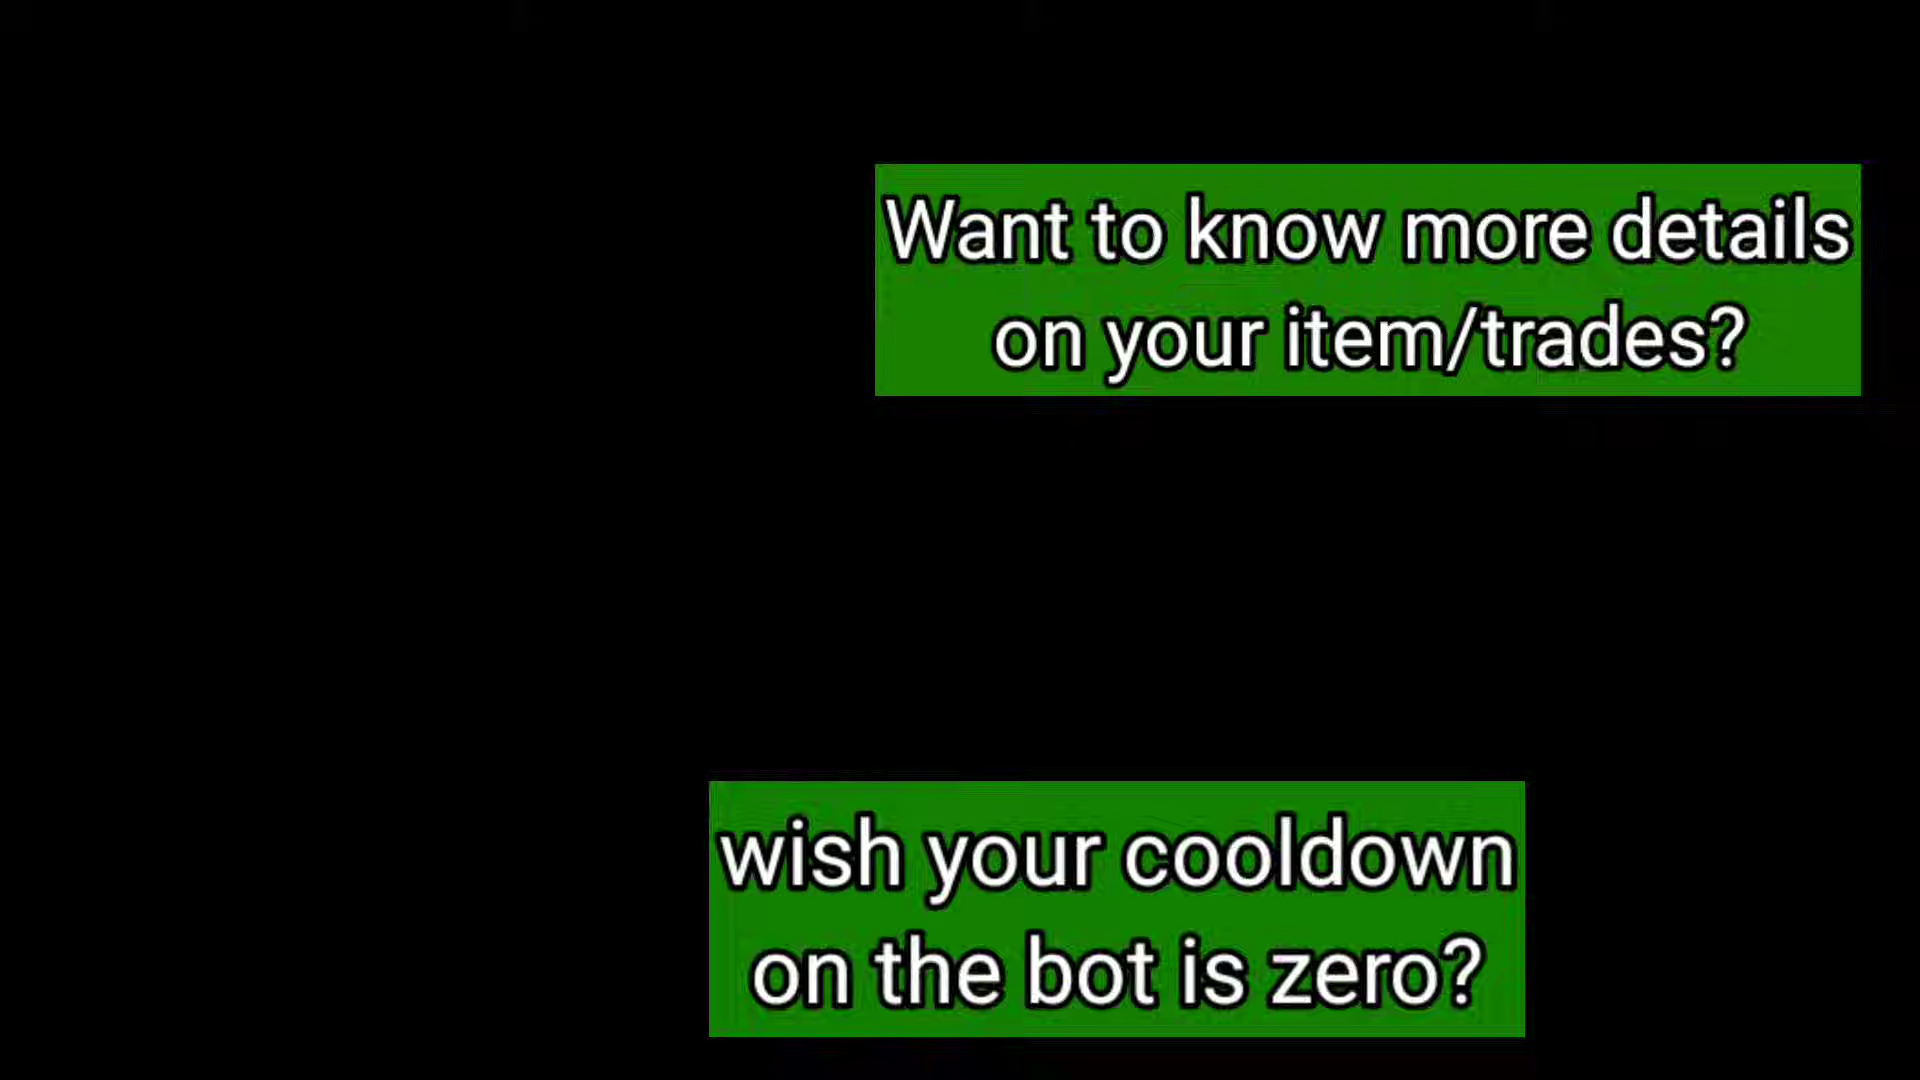 Want to know more details
on your item/trades?
wish your cooldown
on the bot is zero?